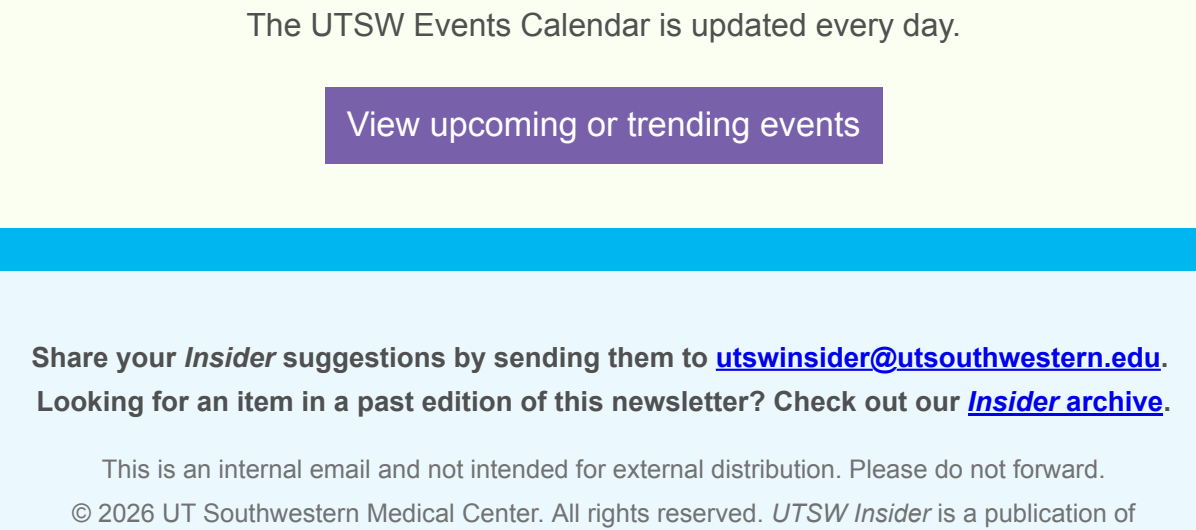 The UTSW Events Calendar is updated every day.
View upcoming or trending events
Share your Insider suggestions by sending them to utswinsider@utsouthwestern.edu.
Looking for an item in a past edition of this newsletter? Check out our Insider archive.
This is an internal email and not intended for external distribution. Please do not forward.
© 2026 UT Southwestern Medical Center. All rights reserved. UTSW Insider is a publication of